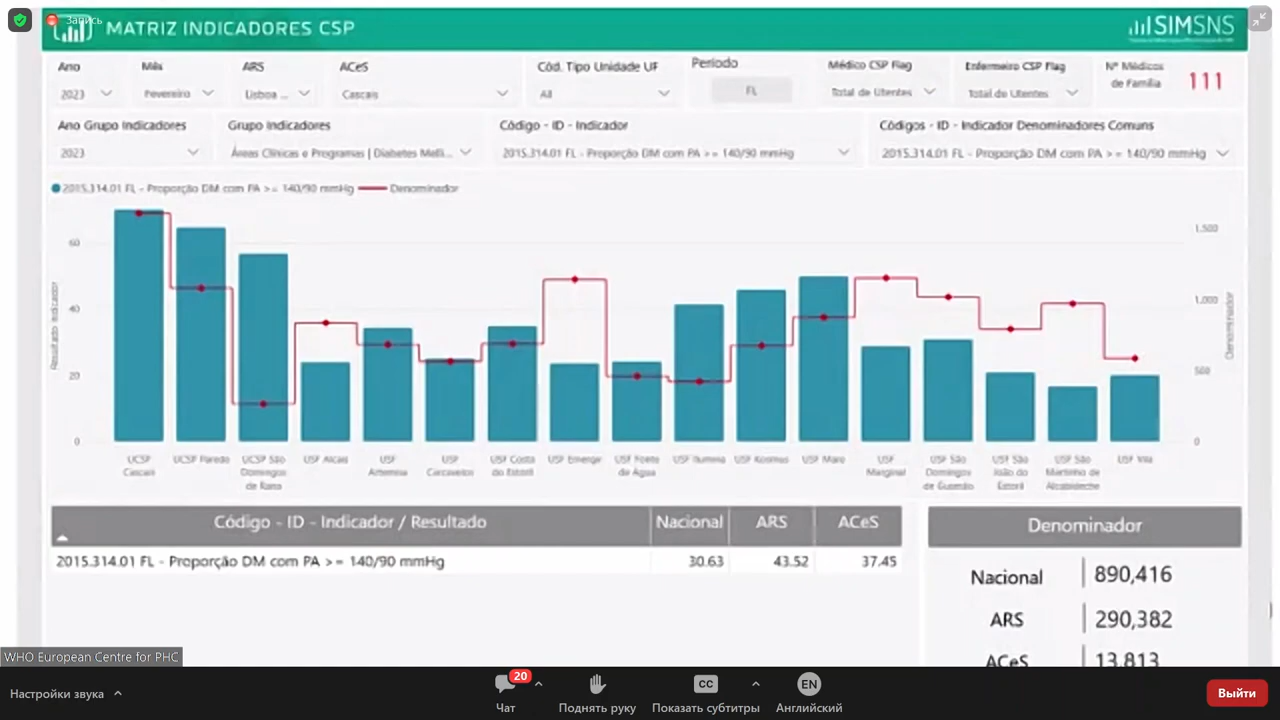 Запись
MATRIZ INDICADORES CSP
SIMSNS
Ano
Mês
ARS
ACeS
Cód. Tipo Unidade UF
Período
Médico CSP Flag
Enfermeiro CSP Flag
Nº Médicos de Família
111
2023
Fevereiro
Lisboa ...
Cascais
All
FL
Total de Utentes
Total de Utentes
Ano Grupo Indicadores
Grupo Indicadores
Código - ID - Indicador
Códigos - ID - Indicador Denominadores Comuns
2023
Áreas Clínicas e Programas | Diabetes Melli...
2015.314.01 FL - Proporção DM com PA >= 140/90 mmHg
2015.314.01 FL - Proporção DM com PA >= 140/90 mmHg
2015.314.01 FL - Proporção DM com PA >= 140/90 mmHg
Denominador
Resultado Indicador
60
40
20
0
1,500
1,000
500
0
Denominador
UCSP Cascais
UCSP Parede
UCSP São Domingos de Rana
USF Alcais
USF Artemisa
USF Carcavelos
USF Costa do Estoril
USF Emergir
USF Fonte de Água
USF Kosmus
USF Mare
USF Marginal
USF São Domingos de Gusmão
USF São João do Estoril
USF São Martinho de Alcabideche
Código - ID - Indicador / Resultado
Nacional
ARS
ACeS
2015.314.01 FL - Proporção DM com PA >= 140/90 mmHg
30.63
43.52
37.45
Denominador
Nacional
890,416
ARS
290,382
ACeS
13,813
WHO European Centre for PHC
Настройки звука
20
Чат
Поднять руку
CC
Показать субтитры
EN
Английский
Выйти